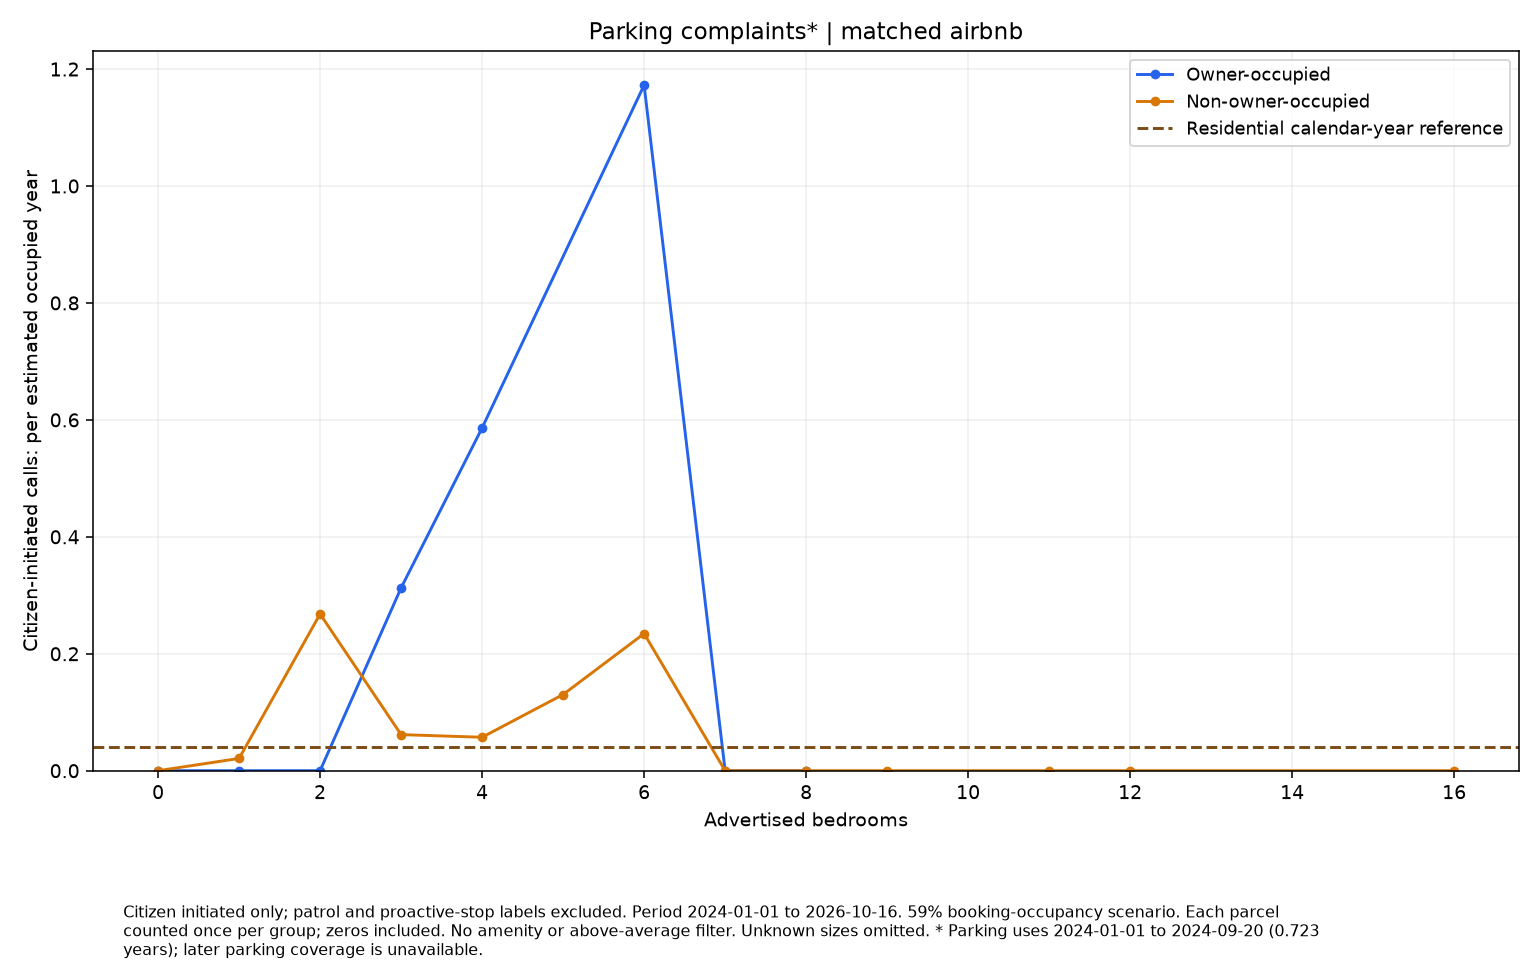 Parking complaints* | matched airbnb
Owner-occupied
Non-owner-occupied
Residential calendar-year reference
Citizen-initiated calls: per estimated occupied year
1.2
1.0
0.8
0.6
0.4
0.2
0.0
0 2 4 6 8 10 12 14 16
Advertised bedrooms
Citizen initiated only; patrol and proactive-stop labels excluded. Period 2024-01-01 to 2026-10-16. 59% booking-occupancy scenario. Each parcel
counted once per group; zeros included. No amenity or above-average filter. Unknown sizes omitted. * Parking uses 2024-01-01 to 2024-09-20 (0.723
years); later parking coverage is unavailable.